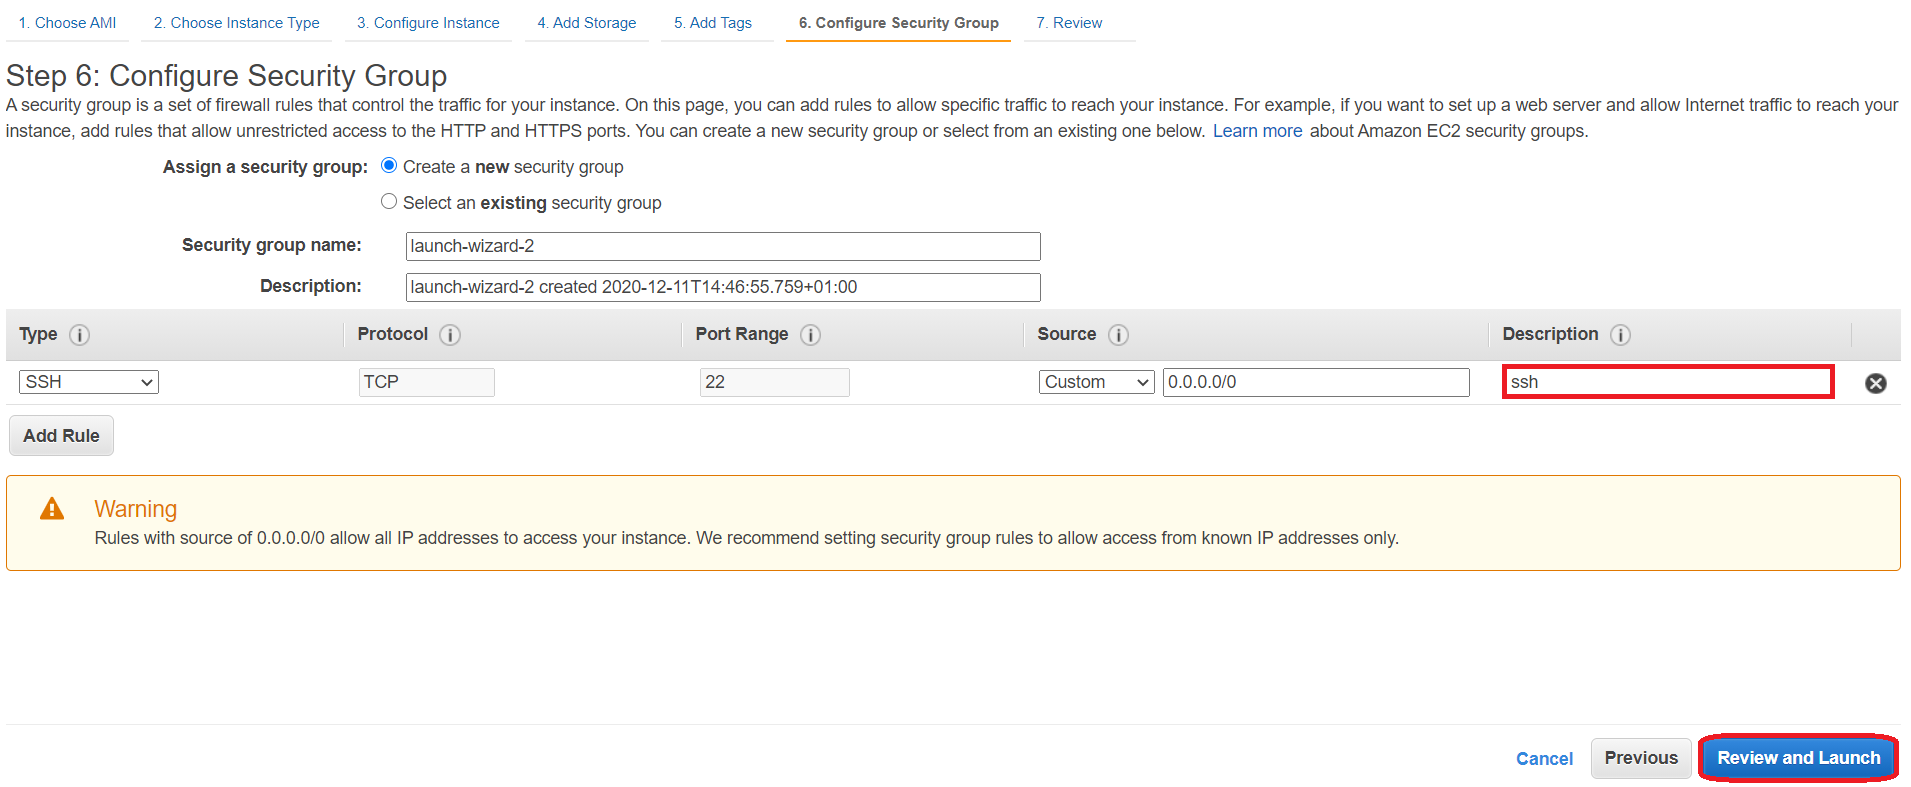 1. Choose AMI 2. Choose Instance Type 3. Configure Instance 4. Add Storage 5. Add Tags 6. Configure Security Group 7. Review
Step 6: Configure Security Group
A security group is a set of firewall rules that control the traffic for your instance. On this page, you can add rules to allow specific traffic to reach your instance. For example, if you want to set up a web server and allow Internet traffic to reach your
instance, add rules that allow unrestricted access to the HTTP and HTTPS ports. You can create a new security group or select from an existing one below. Learn more about Amazon EC2 security groups.
Assign a security group: Create a new security group
Select an existing security group
Security group name: launch-wizard-2
Description: launch-wizard-2 created 2020-12-11T14:46:55.759+01:00
Type i Protocol i Port Range i Source i Description i
SSH TCP 22 Custom 0.0.0.0/0 ssh
Add Rule
Warning
Rules with source of 0.0.0.0/0 allow all IP addresses to access your instance. We recommend setting security group rules to allow access from known IP addresses only.
Cancel Previous Review and Launch